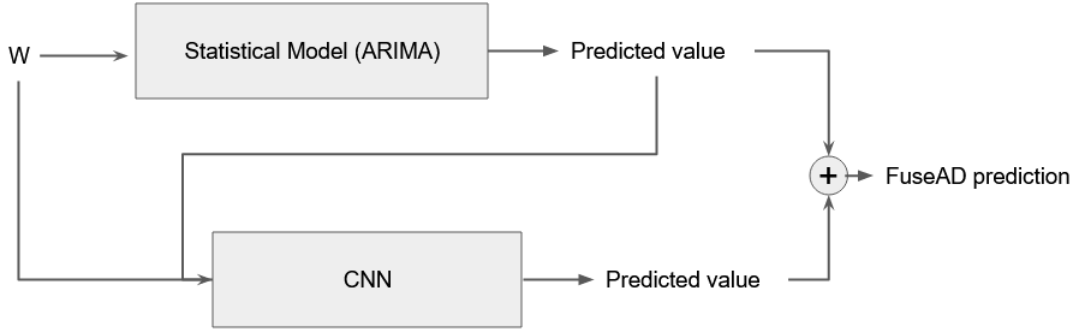 W
Statistical Model (ARIMA)
Predicted value
+
FuseAD prediction
CNN
Predicted value